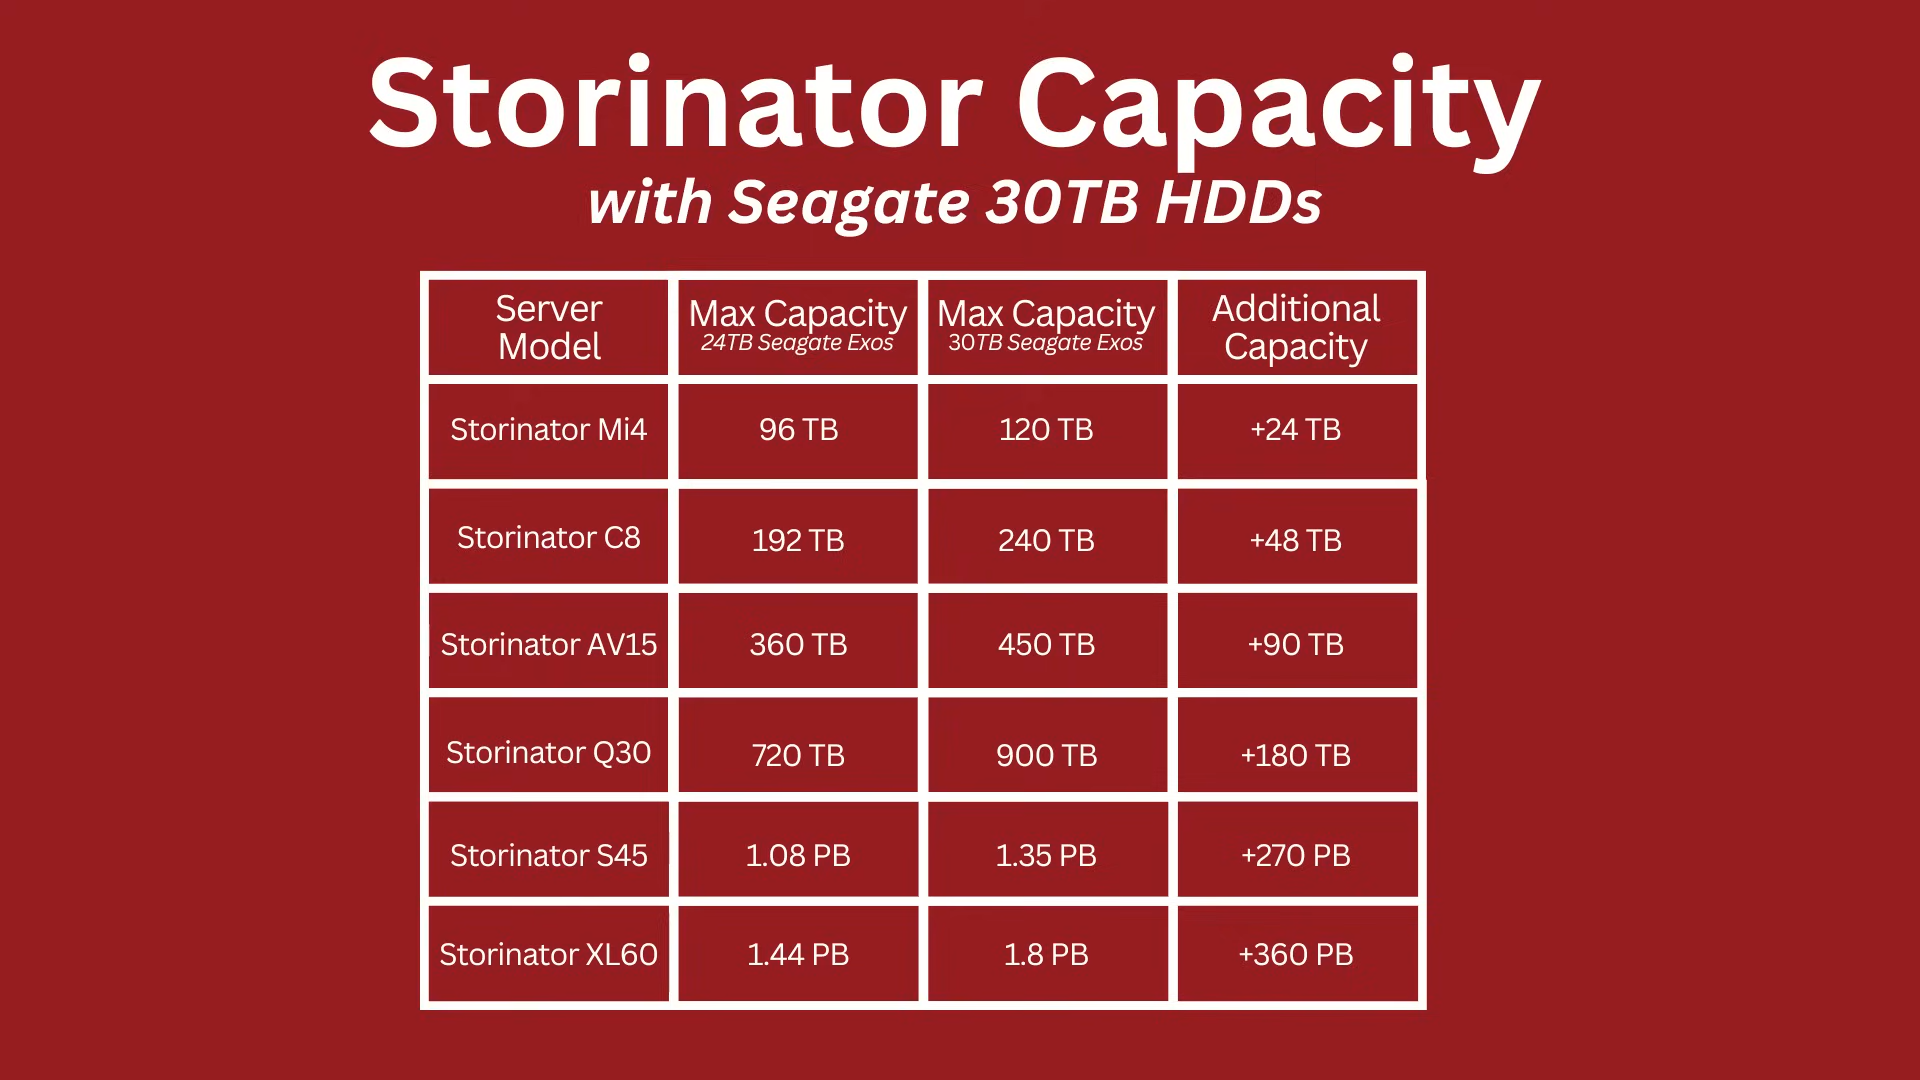 Storinator Capacity
with Seagate 30TB HDDs
Server
Model
Max Capacity
24TB Seagate Exos
Max Capacity
30TB Seagate Exos
Additional
Capacity
Storinator Mi4
96 TB
120 TB
+24 TB
Storinator C8
192 TB
240 TB
+48 TB
Storinator AV15
360 TB
450 TB
+90 TB
Storinator Q30
720 TB
900 TB
+180 TB
Storinator S45
1.08 PB
1.35 PB
+270 PB
Storinator XL60
1.44 PB
1.8 PB
+360 PB